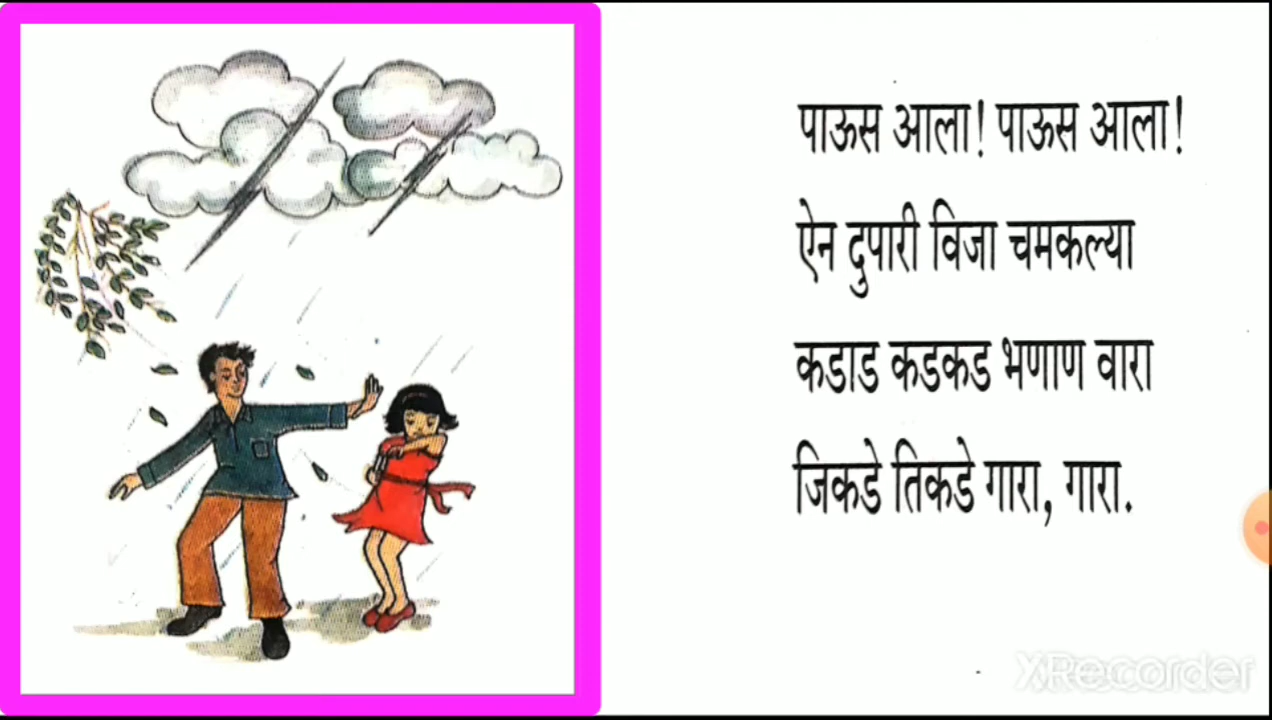 पाऊस आला! पाऊस आला!
ऐन दुपारी विजा चमकल्या
कडाड कडकड भणाण वारा
जिकडे तिकडे गारा, गारा.
XRecorder